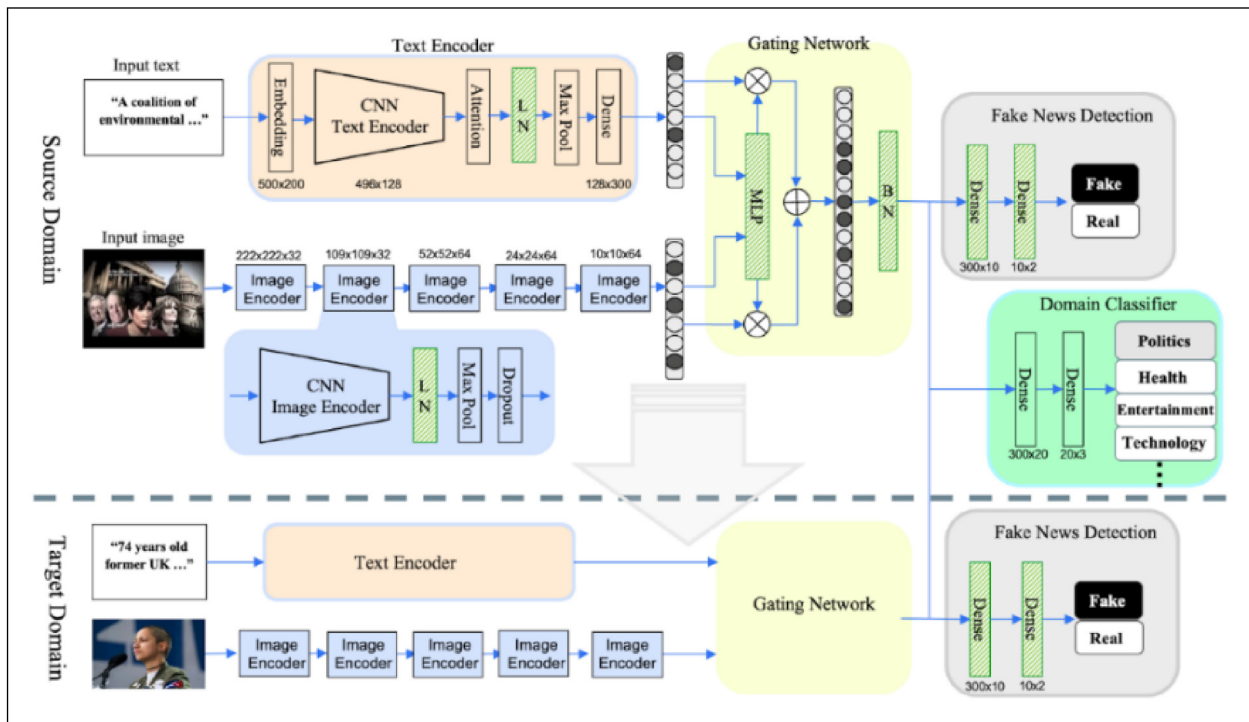 Source Domain
Text Encoder
Input text
“A coalition of
environmental ...”
Embedding
500x200
CNN
Text Encoder
496x128
Attention
LN
Max Pool
Dense
128x300
Gating Network
MLP
BN
Fake News Detection
Dense
300x10
Dense
10x2
Fake
Real
Input image
222x222x32
109x109x32
52x52x64
24x24x64
10x10x64
Image
Encoder
Image
Encoder
Image
Encoder
Image
Encoder
Image
Encoder
CNN
Image Encoder
LN
Max Pool
Dropout
Domain Classifier
Dense
300x20
Dense
20x3
Politics
Health
Entertainment
Technology
Target Domain
“74 years old
former UK ...”
Text Encoder
Image
Encoder
Image
Encoder
Image
Encoder
Image
Encoder
Image
Encoder
Gating Network
Fake News Detection
Dense
300x10
Dense
10x2
Fake
Real